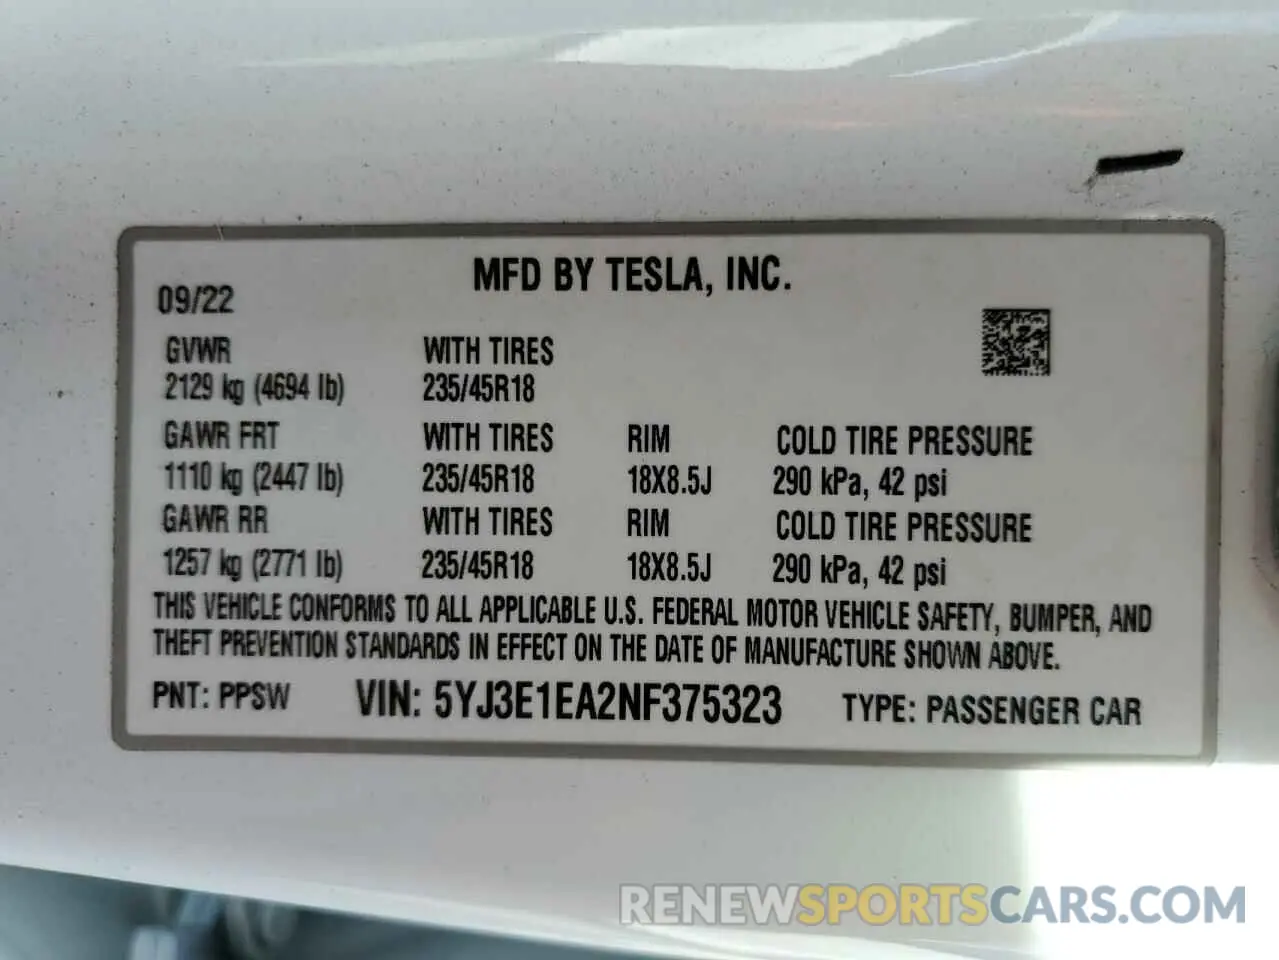 MFD BY TESLA, INC.
09/22
GVWR WITH TIRES
2129 kg (4694 lb) 235/45R18
GAWR FRT WITH TIRES RIM COLD TIRE PRESSURE
1110 kg (2447 lb) 235/45R18 18X8.5J 290 kPa, 42 psi
GAWR RR WITH TIRES RIM COLD TIRE PRESSURE
1257 kg (2771 lb) 235/45R18 18X8.5J 290 kPa, 42 psi
THIS VEHICLE CONFORMS TO ALL APPLICABLE U.S. FEDERAL MOTOR VEHICLE SAFETY, BUMPER, AND
THEFT PREVENTION STANDARDS IN EFFECT ON THE DATE OF MANUFACTURE SHOWN ABOVE.
PNT: PPSW VIN: 5YJ3E1EA2NF375323 TYPE: PASSENGER CAR
RENEWSPORTSCARS.COM